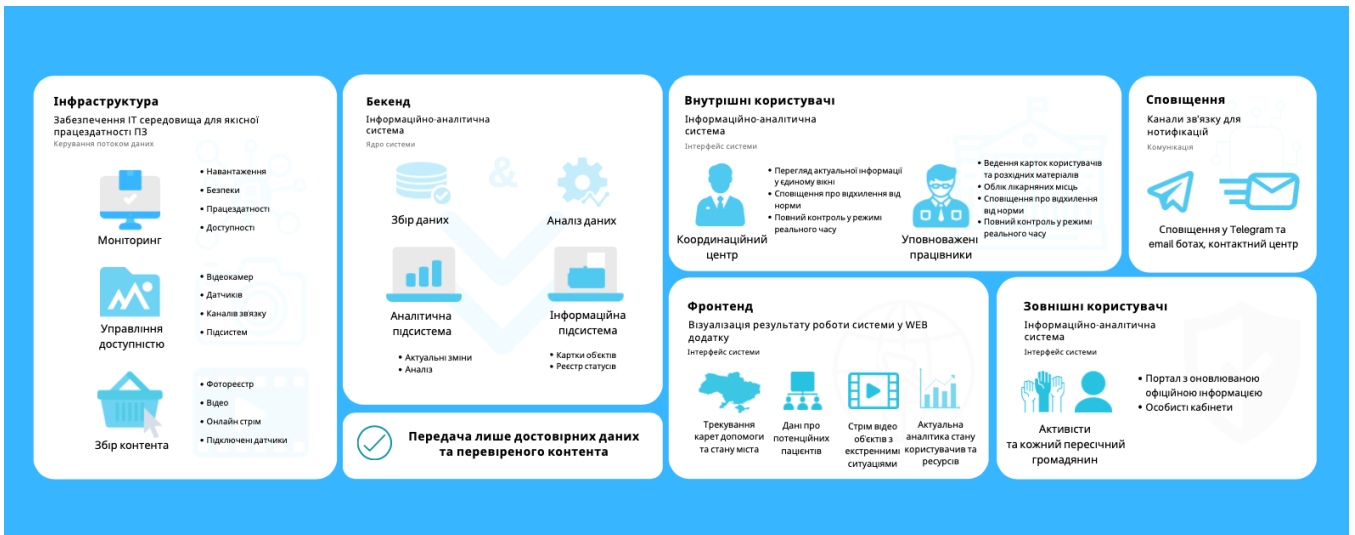 Інфраструктура
Забезпечення ІТ середовища для якісної
працездатності ПЗ
Керування потоком даних
Моніторинг
• Навантаження
• Безпеки
• Працездатності
• Доступності
Управління
доступністю
• Відеокамер
• Датчиків
• Каналів зв'язку
• Підсистем
Збір контента
• Фотореєстр
• Відео
• Онлайн стрім
• Підключені датчики
Бекенд
Інформаційно-аналітична
система
Ядро системи
&
Збір даних
Аналіз даних
Аналітична
підсистема
• Актуальні зміни
• Аналіз
Інформаційна
підсистема
• Картки об'єктів
• Реєстр статусів
Передача лише достовірних даних
та перевіреного контента
Внутрішні користувачі
Інформаційно-аналітична
система
Інтерфейс системи
Координаційний
центр
• Перегляд актуальної інформації
у єдиному вікні
• Сповіщення про відхилення від
норми
• Повний контроль у режимі
реального часу
Уповноважені
працівники
• Ведення карток користувачів
та розхідних матеріалів
• Облік лікарняних місць
• Сповіщення про відхилення
від норми
• Повний контроль у режимі
реального часу
Сповіщення
Канали зв'язку для
нотифікацій
Комунікація
Сповіщення у Telegram та
email ботах, контактний центр
Фронтенд
Візуалізація результату роботи системи у WEB
додатку
Інтерфейс системи
Трекування
карет допомоги
та стану міста
Дані про
потенційних
пацієнтів
Стрім відео
об'єктів з
екстренними
ситуаціями
Актуальна
аналітика стану
користувачив та
ресурсів
Зовнішні користувачі
Інформаційно-аналітична
система
Інтерфейс системи
Активісти
та кожний пересічний
громадянин
• Портал з оновлюваною
офіційною інформацією
• Особисті кабінети